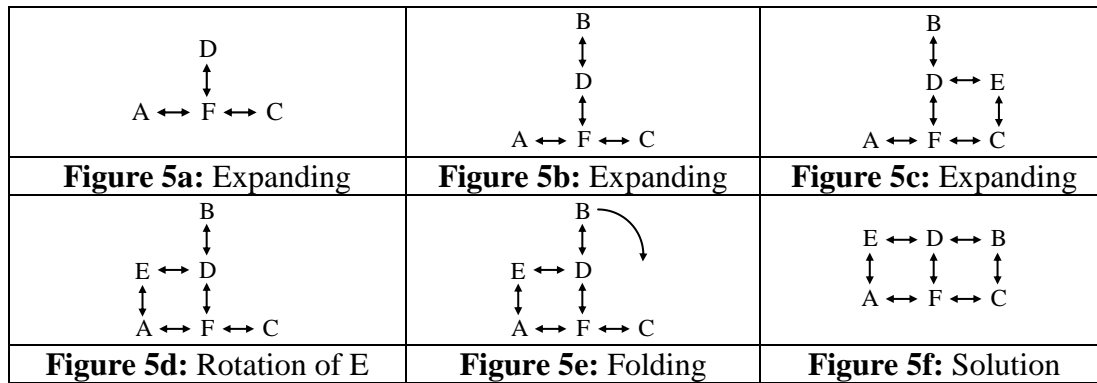 D
A F C
Figure 5a: Expanding
B
D
A F C
Figure 5b: Expanding
B
D E
A F C
Figure 5c: Expanding
B
E D
A F C
Figure 5d: Rotation of E
B
E D
A F C
Figure 5e: Folding
E D B
A F C
Figure 5f: Solution